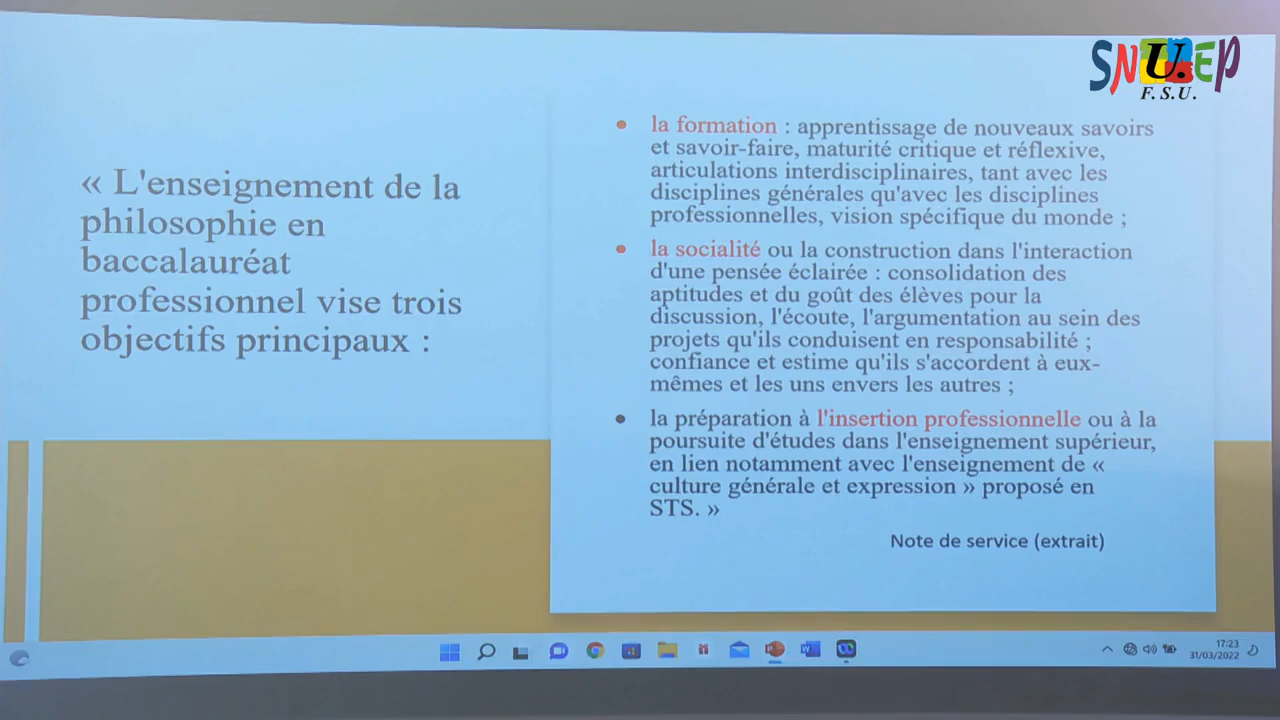 SNU.EP
F.S.U.
« L'enseignement de la
philosophie en
baccalauréat
professionnel vise trois
objectifs principaux :
• la formation : apprentissage de nouveaux savoirs
et savoir-faire, maturité critique et réflexive,
articulations interdisciplinaires, tant avec les
disciplines générales qu'avec les disciplines
professionnelles, vision spécifique du monde ;
• la socialité ou la construction dans l'interaction
d'une pensée éclairée : consolidation des
aptitudes et du goût des élèves pour la
discussion, l'écoute, l'argumentation au sein des
projets qu'ils conduisent en responsabilité ;
confiance et estime qu'ils s'accordent à eux-
mêmes et les uns envers les autres ;
• la préparation à l'insertion professionnelle ou à la
poursuite d'études dans l'enseignement supérieur,
en lien notamment avec l'enseignement de «
culture générale et expression » proposé en
STS. »
Note de service (extrait)
17:23
31/03/2022